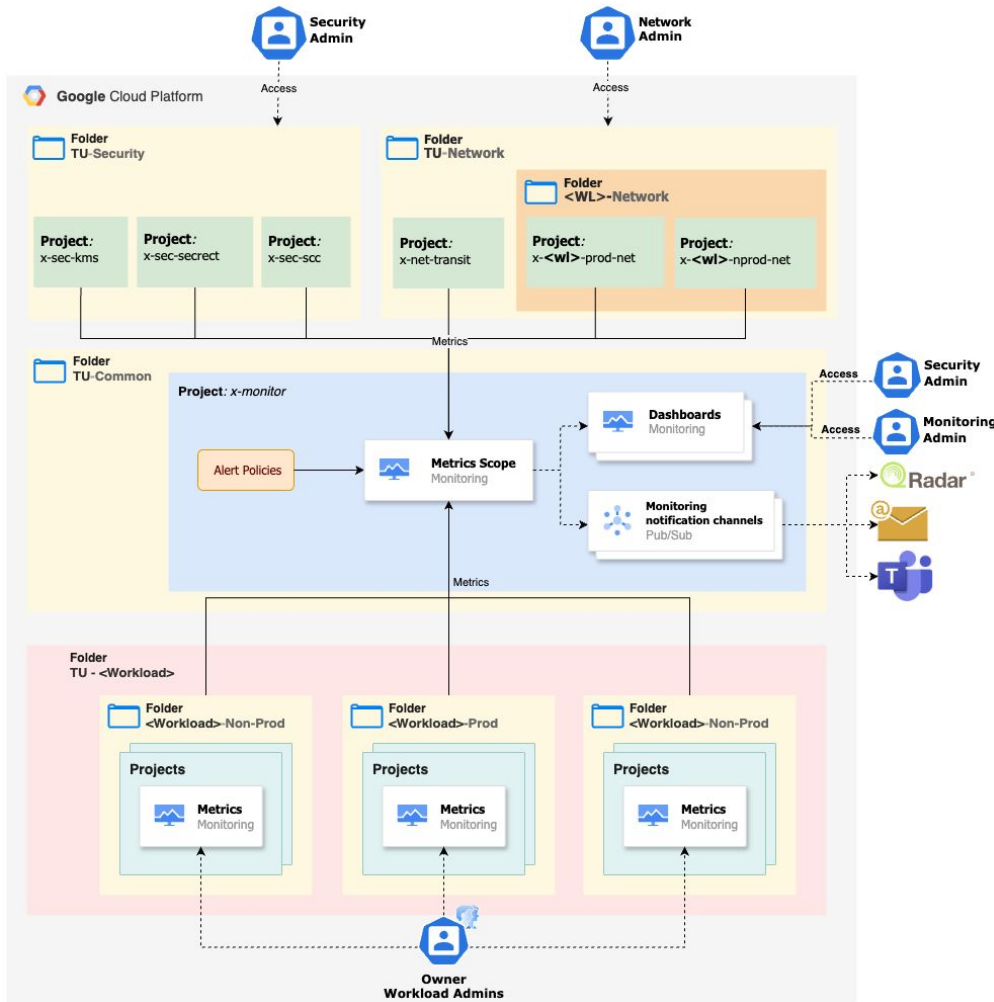 Security
Admin
Network
Admin
Access
Access
Google Cloud Platform
Folder
TU-Security
Folder
TU-Network
Folder
<WL>-Network
Project:
x-sec-kms
Project:
x-sec-secrect
Project:
x-sec-scc
Project:
x-net-transit
Project:
x-<wl>-prod-net
Project:
x-<wl>-nprod-net
Metrics
Folder
TU-Common
Project: x-monitor
Security
Admin
Access
Dashboards
Monitoring
Monitoring
Admin
Access
Alert Policies
Metrics Scope
Monitoring
QRadar
Monitoring
notification channels
Pub/Sub
@
T
Metrics
Folder
TU - <Workload>
Folder
<Workload>-Non-Prod
Folder
<Workload>-Prod
Folder
<Workload>-Non-Prod
Projects
Projects
Projects
Metrics
Monitoring
Metrics
Monitoring
Metrics
Monitoring
Owner
Workload Admins